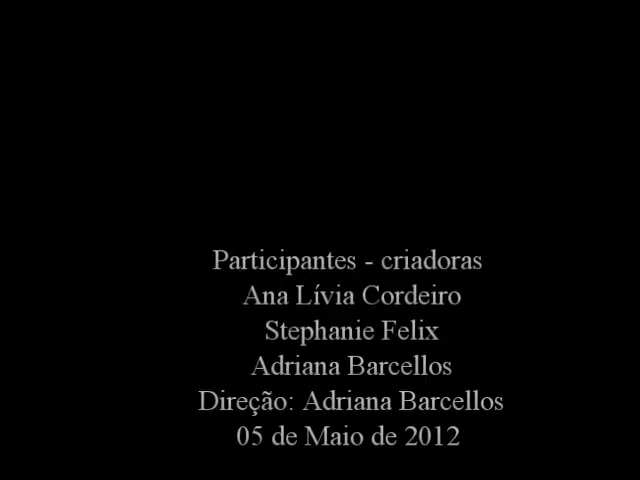 Participantes - criadoras
Ana Lívia Cordeiro
Stephanie Felix
Adriana Barcellos
Direção: Adriana Barcellos
05 de Maio de 2012